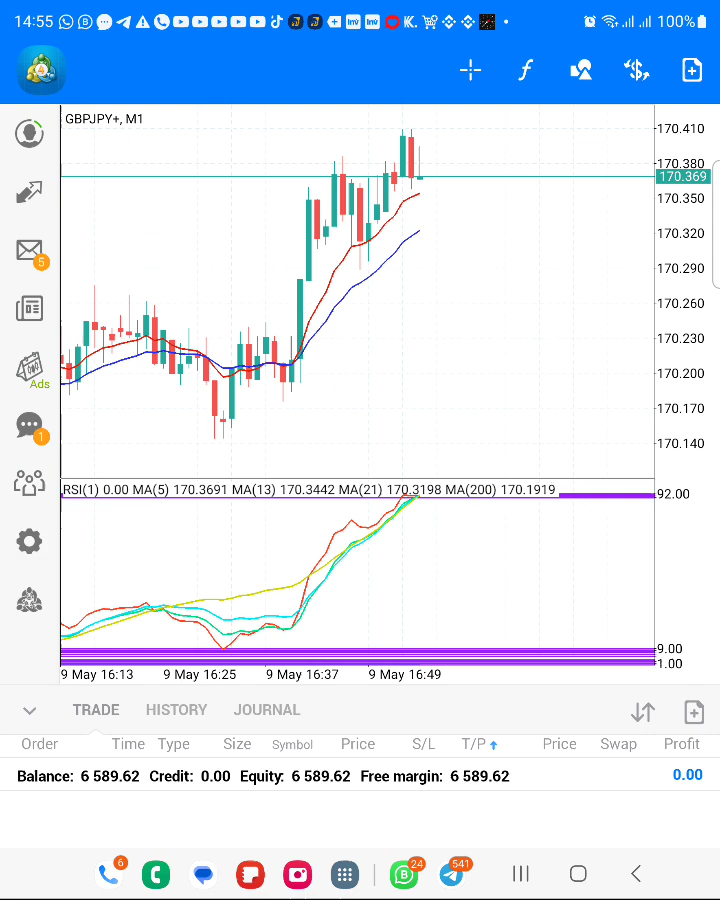 14:55 100%
GBPJPY+, M1
170.410
170.380
170.369
170.350
170.320
170.290
170.260
170.230
170.200
170.170
170.140
5
Ads
1
RSI(1) 0.00 MA(5) 170.3691 MA(13) 170.3442 MA(21) 170.3198 MA(200) 170.1919
92.00
9.00
1.00
9 May 16:13 9 May 16:25 9 May 16:37 9 May 16:49
TRADE HISTORY JOURNAL
Order Time Type Size Symbol Price S/L T/P Price Swap Profit
Balance: 6 589.62 Credit: 0.00 Equity: 6 589.62 Free margin: 6 589.62 0.00
6 24 541